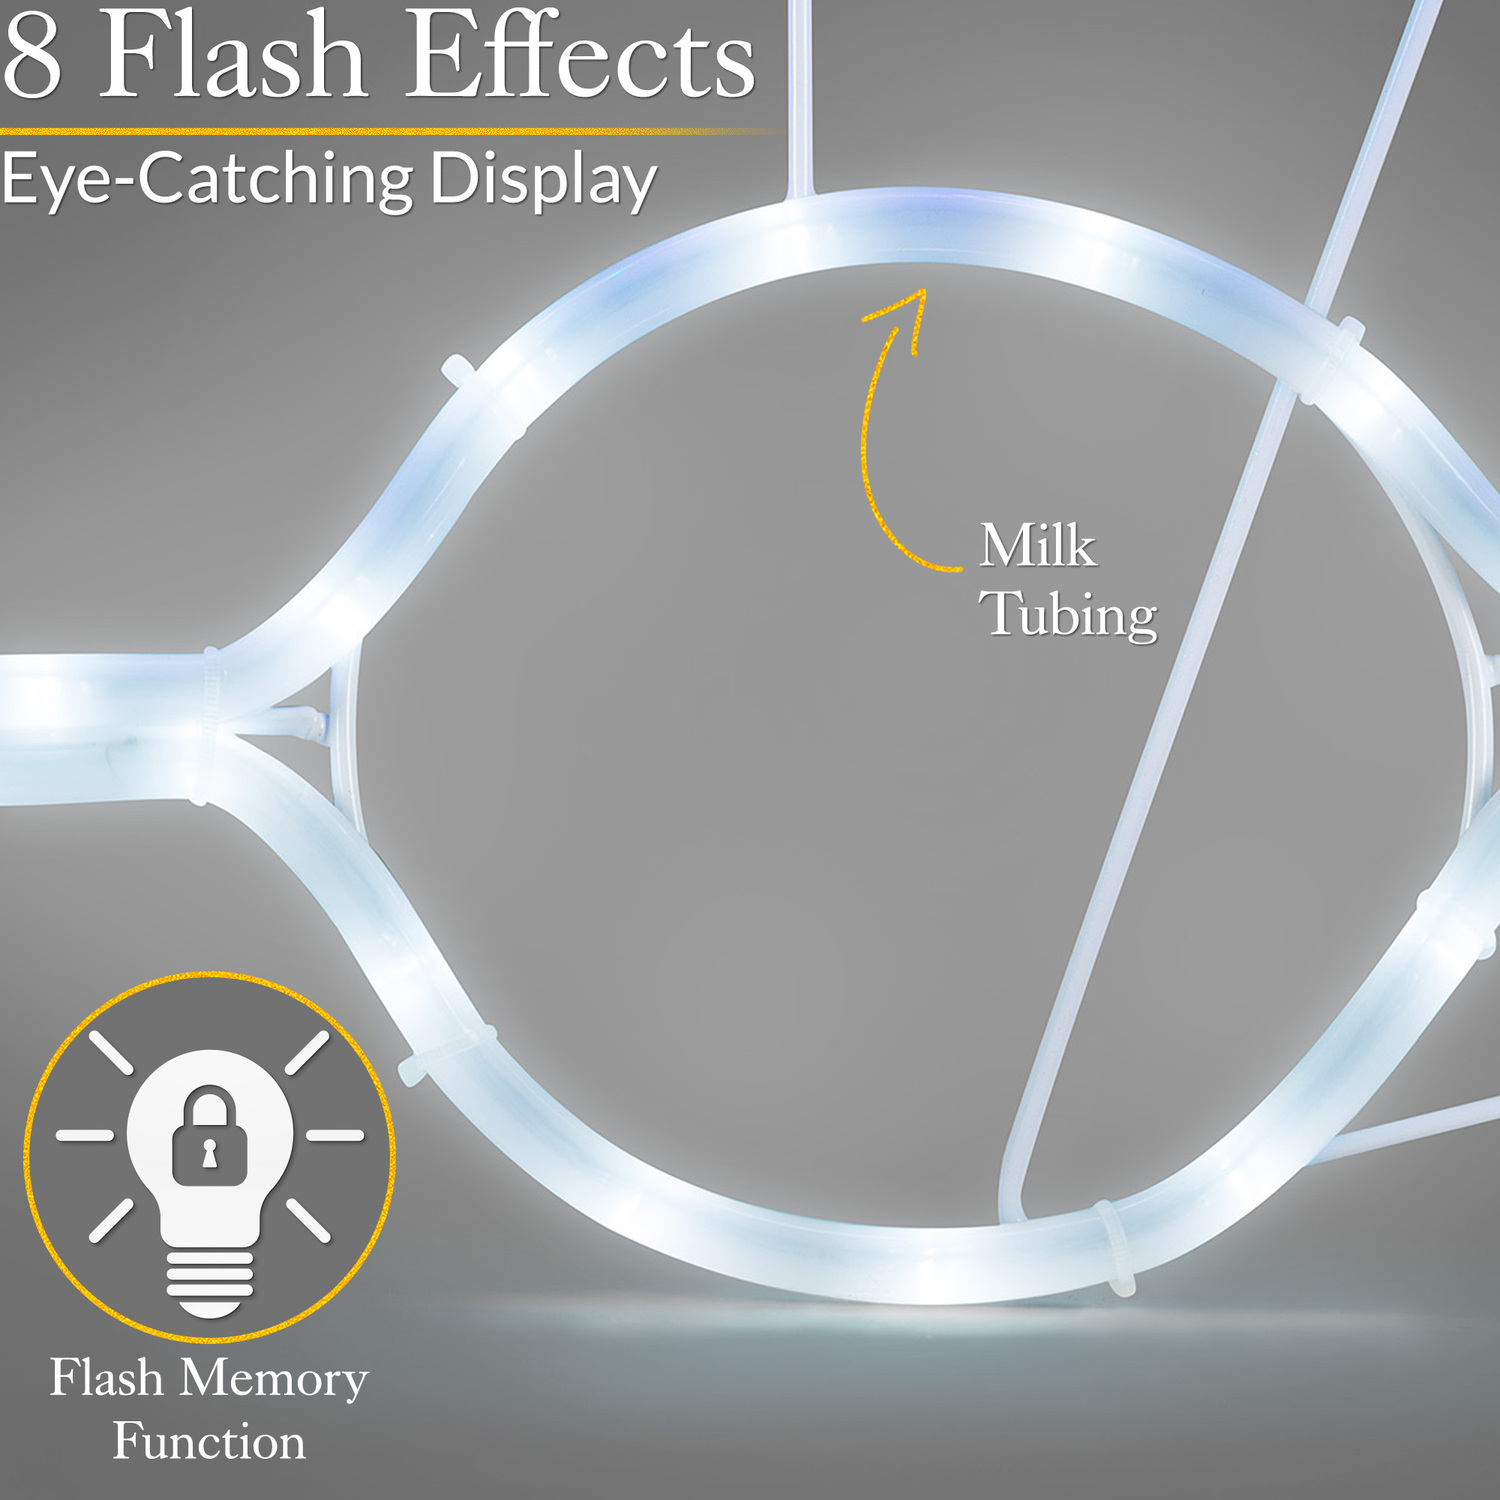 8 Flash Effects
Eye-Catching Display
Milk
Tubing
Flash Memory
Function